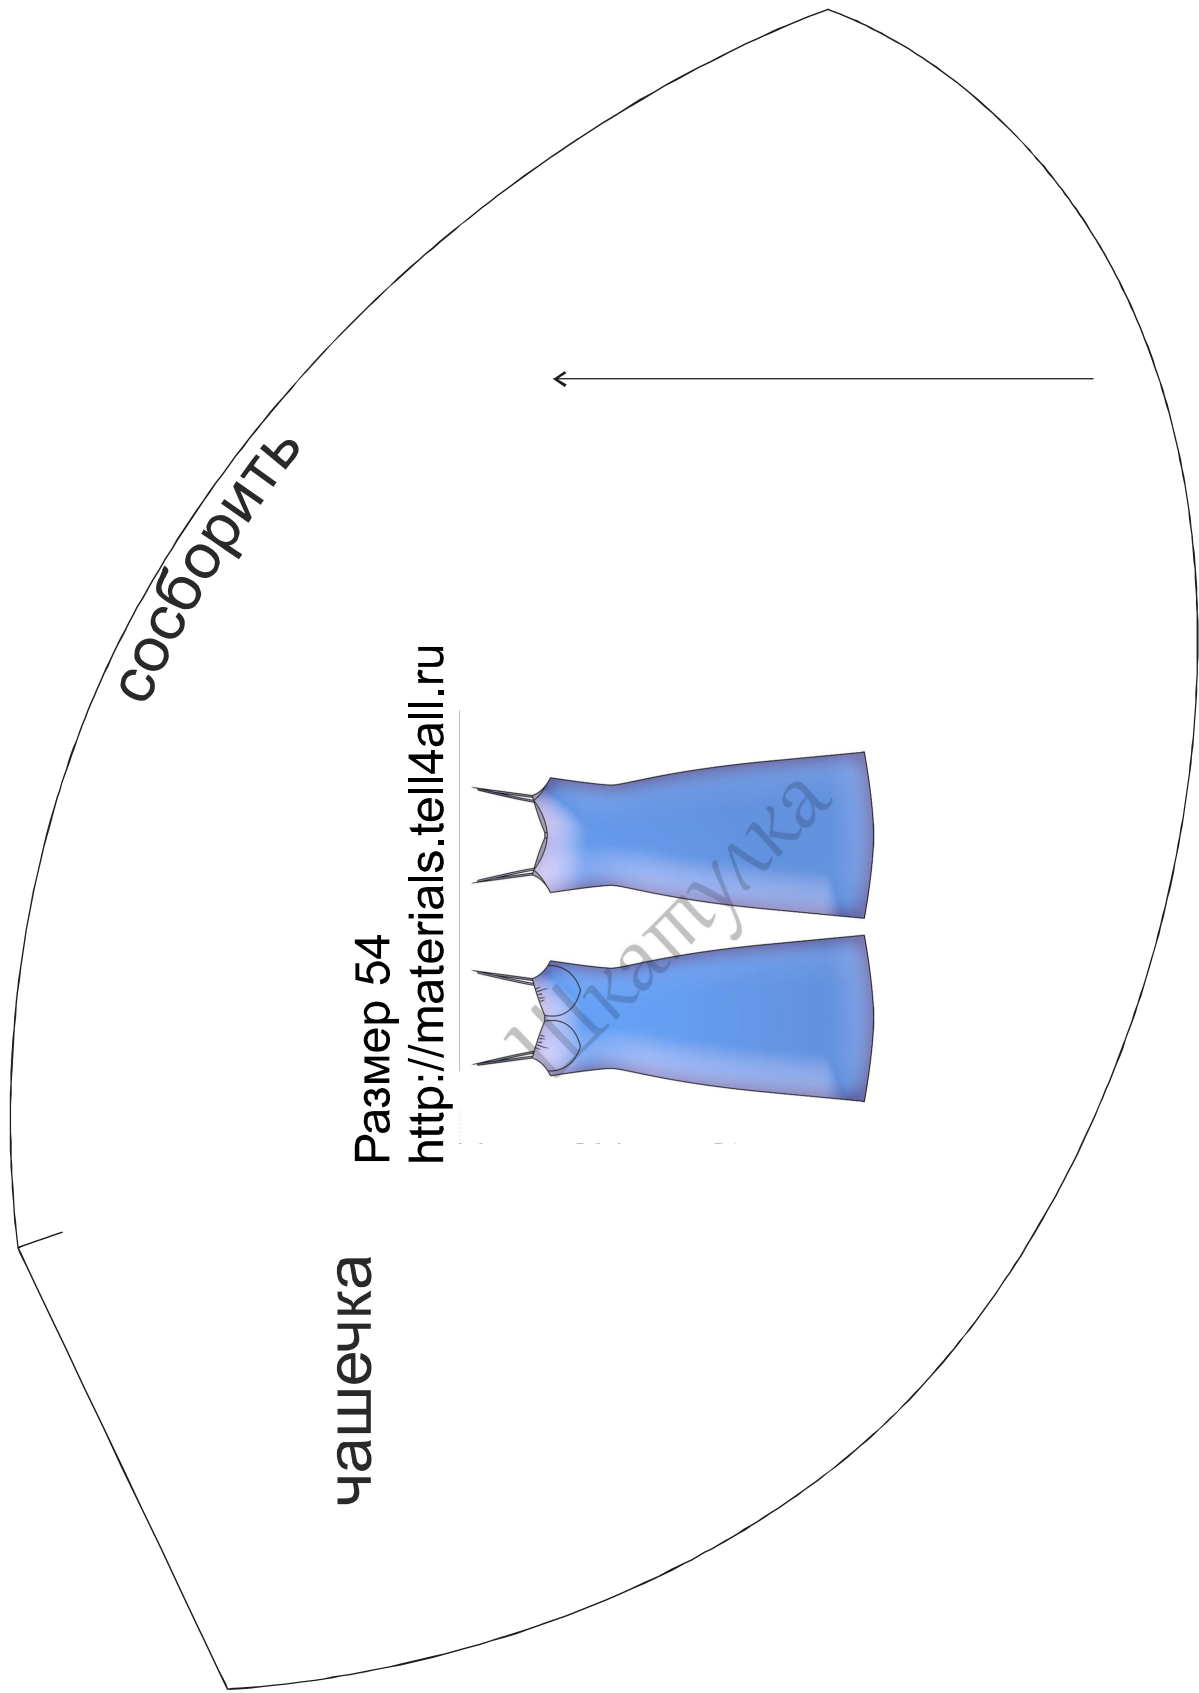 сосборить
Размер 54
http://materials.tell4all.ru
Шкатулка
чашечка